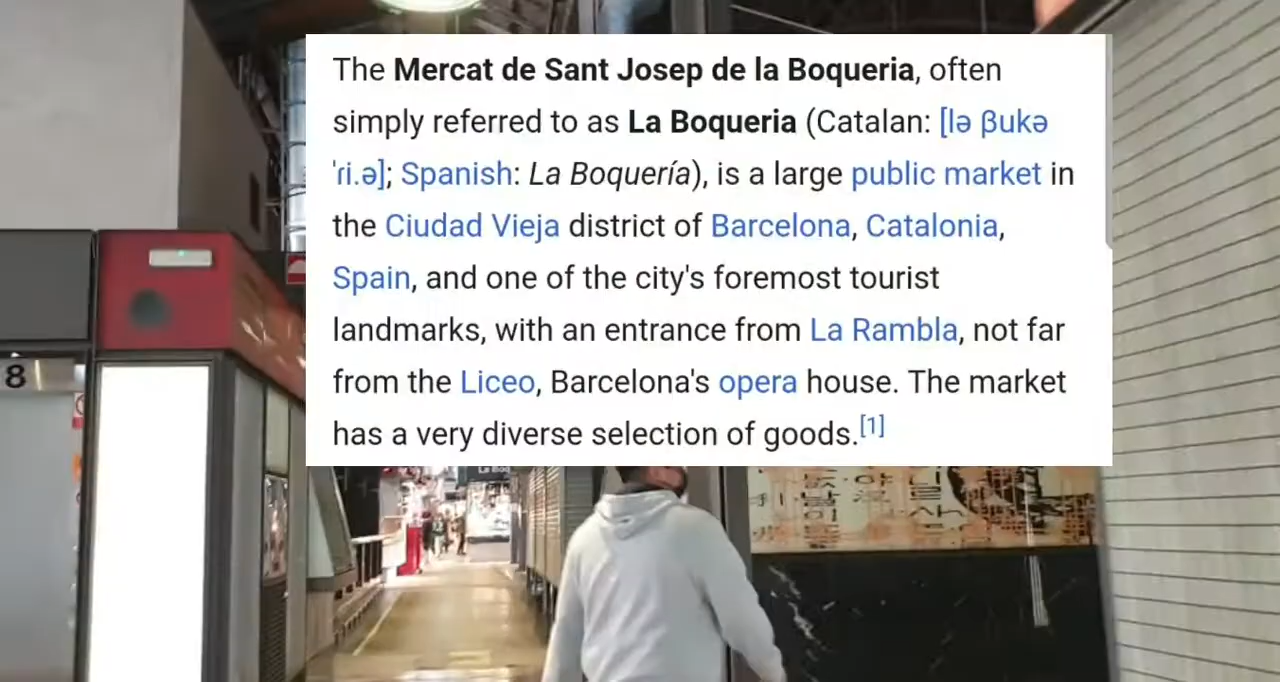 The Mercat de Sant Josep de la Boqueria, often
simply referred to as La Boqueria (Catalan: [lə βukə
ˈɾi.ə]; Spanish: La Boquería), is a large public market in
the Ciudad Vieja district of Barcelona, Catalonia,
Spain, and one of the city's foremost tourist
landmarks, with an entrance from La Rambla, not far
from the Liceo, Barcelona's opera house. The market
has a very diverse selection of goods.[1]
8